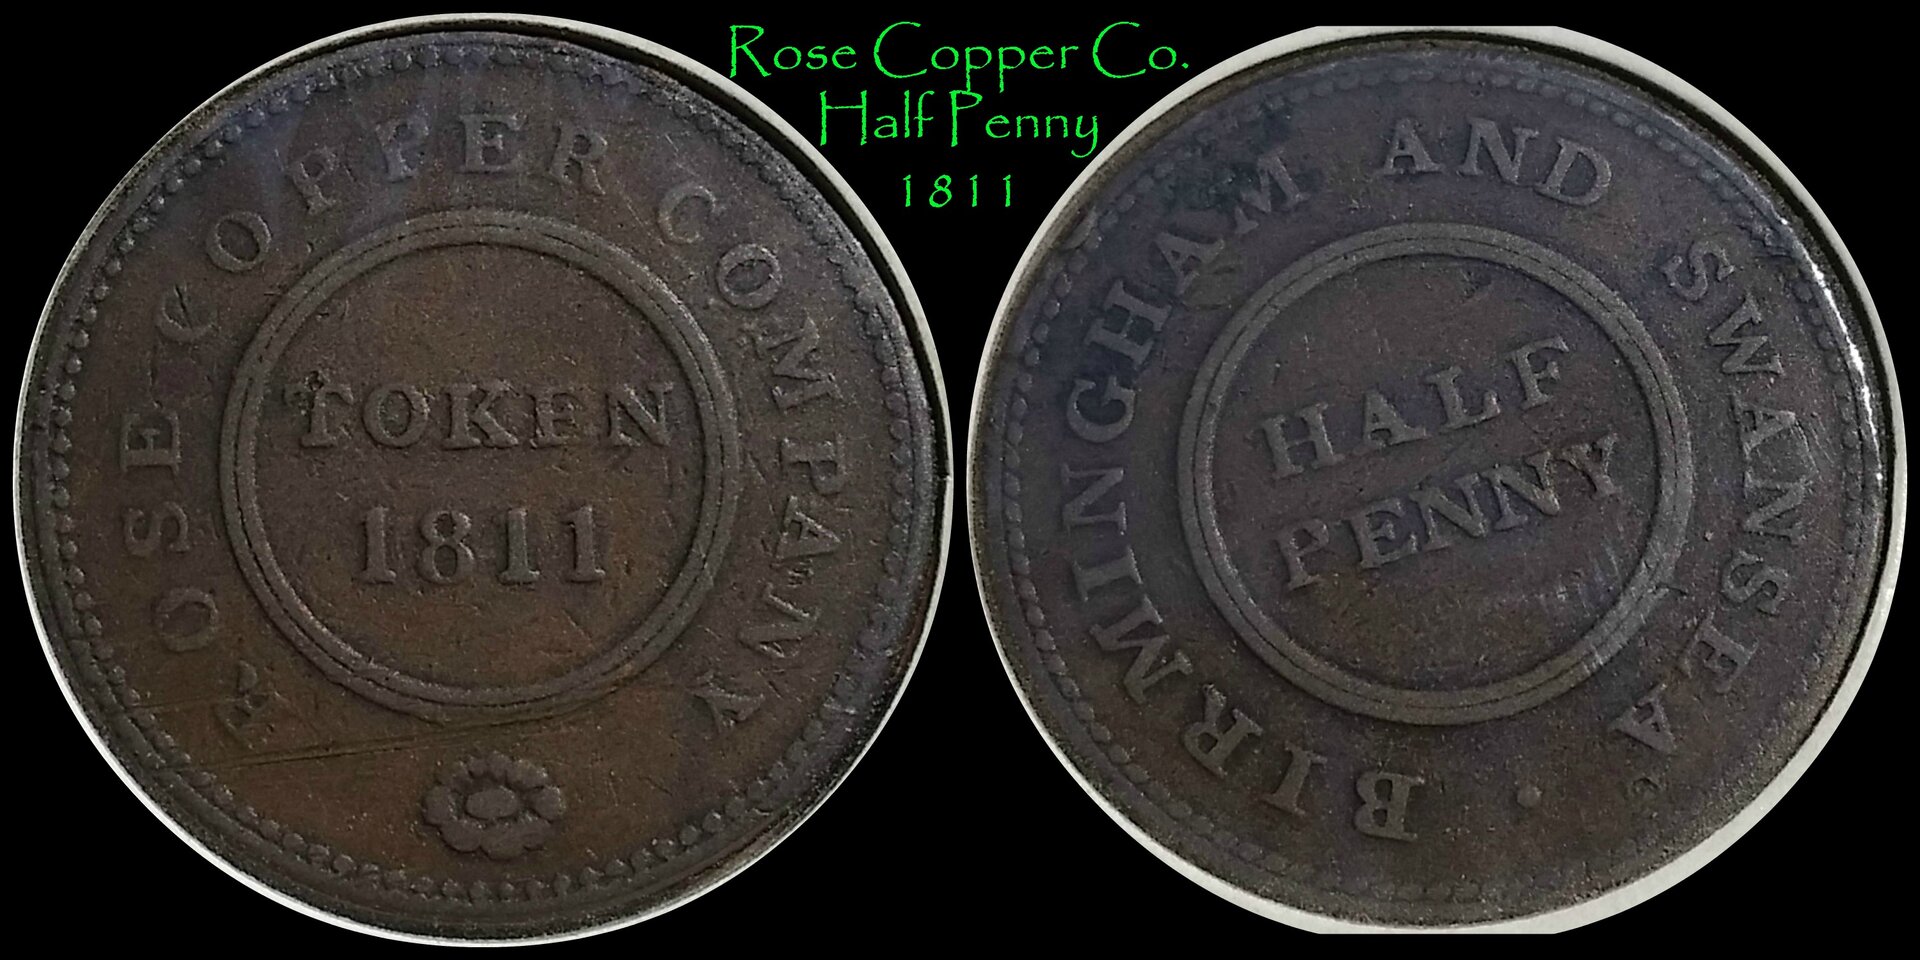 Rose Copper Co.
Half Penny
1811
ROSE COPPER COMPANY
TOKEN
1811
BIRMINGHAM AND SWANSEA
HALF
PENNY